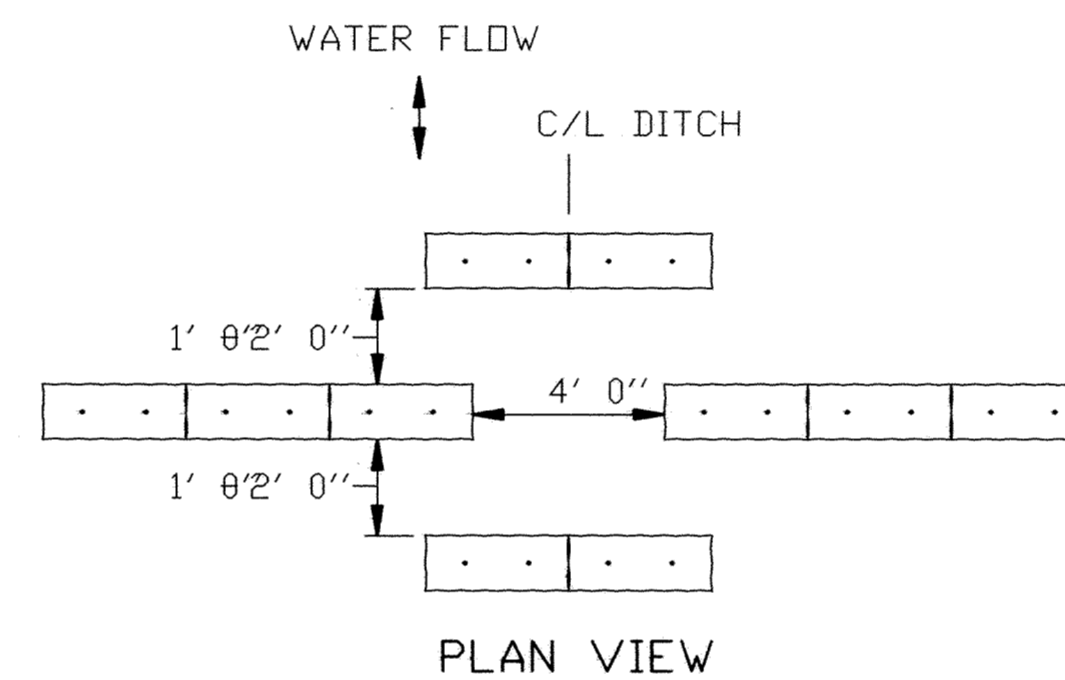 WATER FLOW
C/L DITCH
1' 0"2' 0"
4' 0"
1' 0"2' 0"
PLAN VIEW